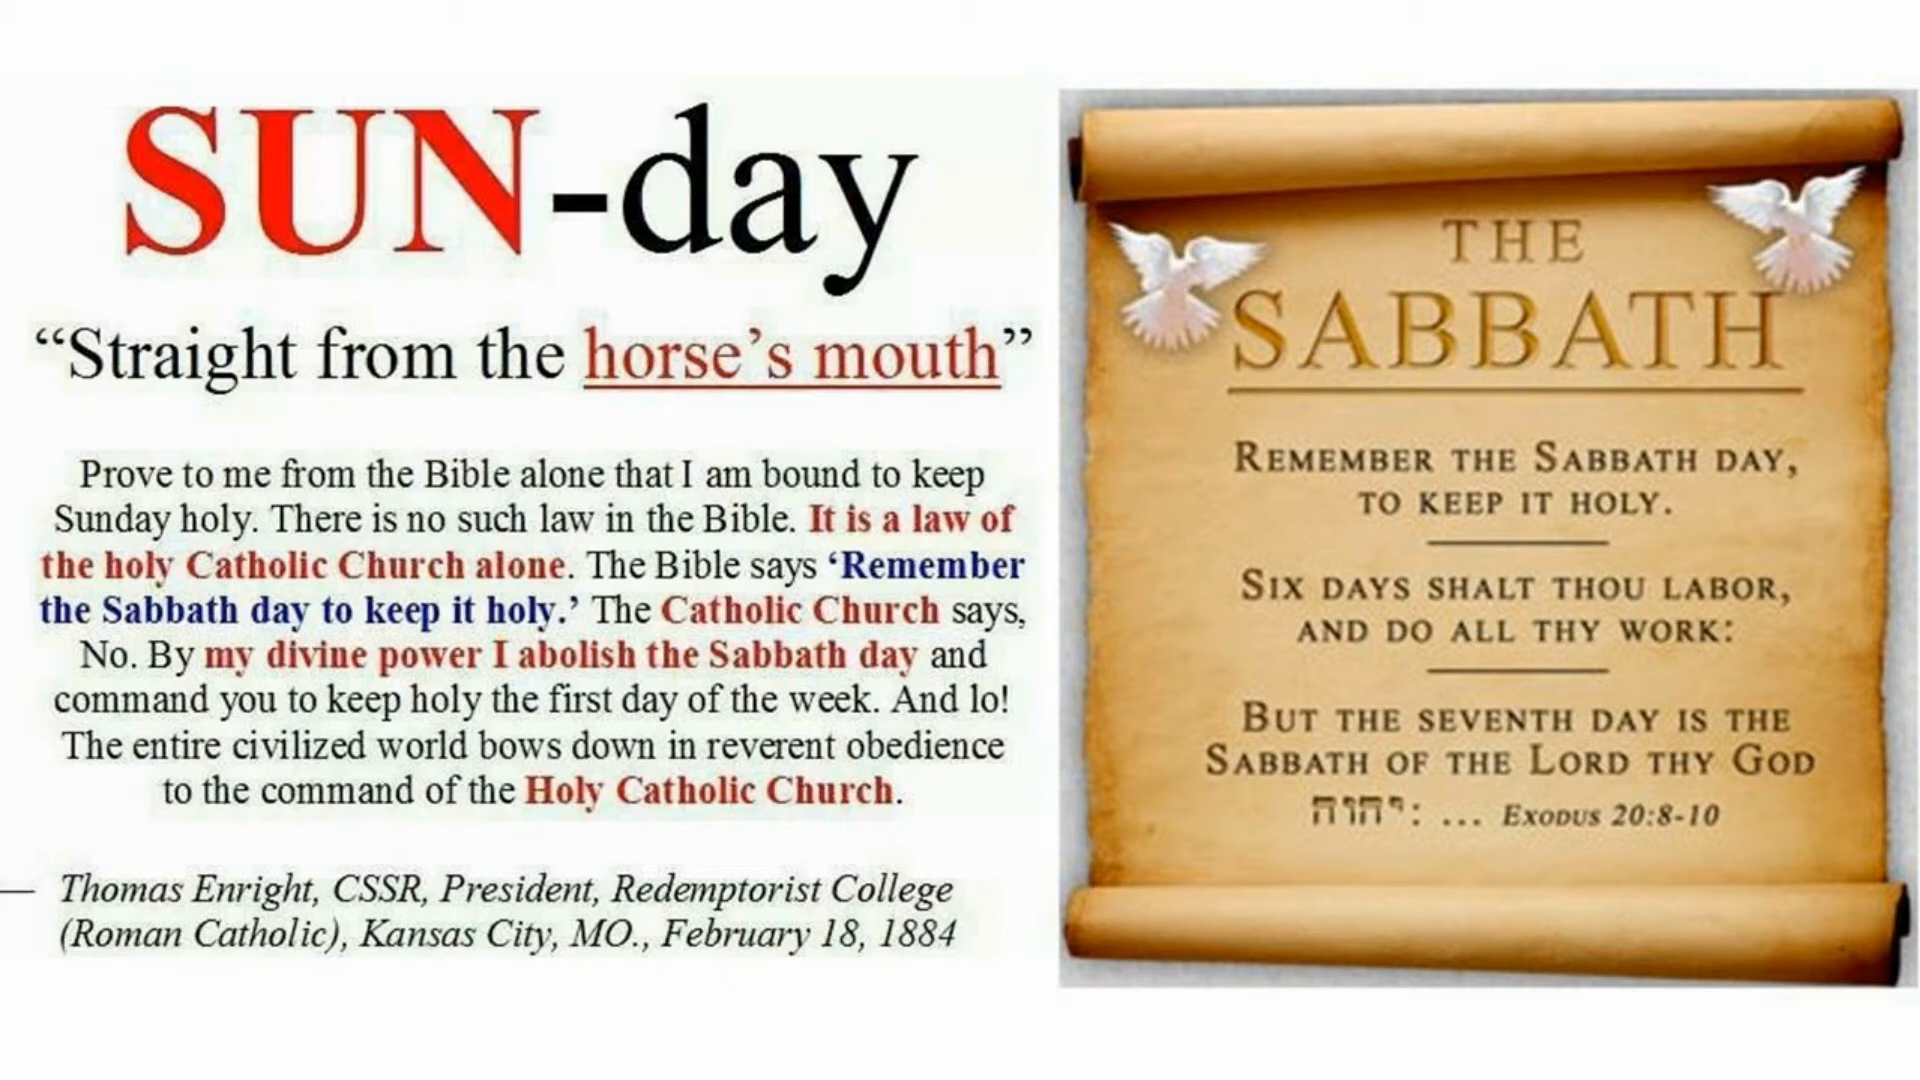 SUN-day
“Straight from the horse’s mouth”
Prove to me from the Bible alone that I am bound to keep
Sunday holy. There is no such law in the Bible. It is a law of
the holy Catholic Church alone. The Bible says ‘Remember
the Sabbath day to keep it holy.’ The Catholic Church says,
No. By my divine power I abolish the Sabbath day and
command you to keep holy the first day of the week. And lo!
The entire civilized world bows down in reverent obedience
to the command of the Holy Catholic Church.
— Thomas Enright, CSSR, President, Redemptorist College
(Roman Catholic), Kansas City, MO., February 18, 1884
THE
SABBATH
REMEMBER THE SABBATH DAY,
TO KEEP IT HOLY.
SIX DAYS SHALT THOU LABOR,
AND DO ALL THY WORK:
BUT THE SEVENTH DAY IS THE
SABBATH OF THE LORD THY GOD
יהוה: ... EXODUS 20:8-10